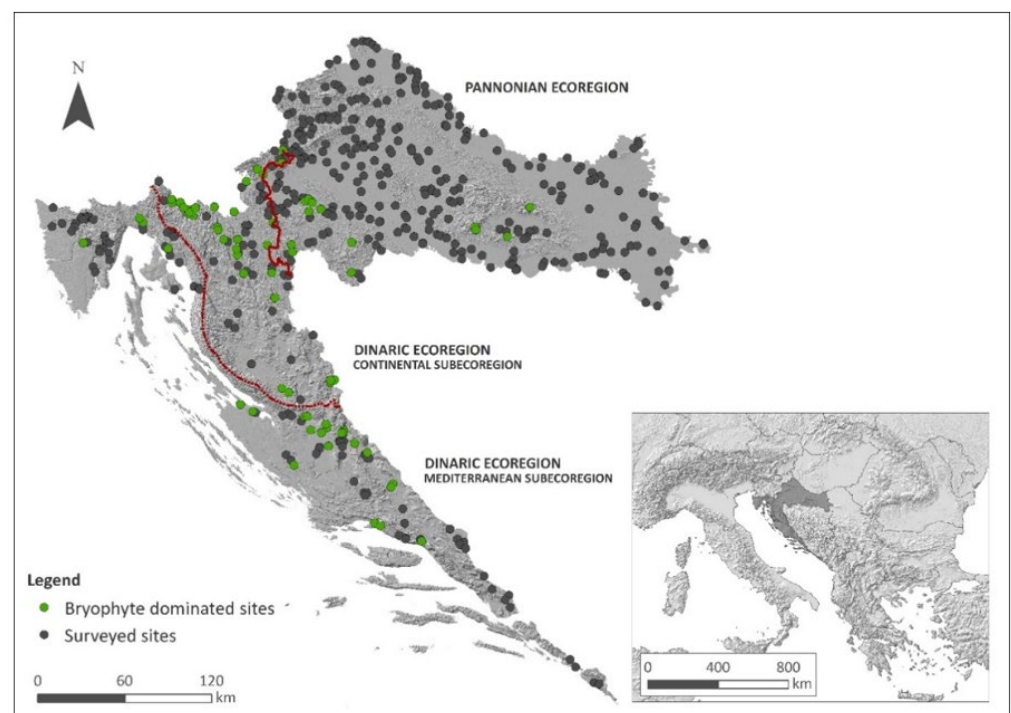 N
PANNONIAN ECOREGION
DINARIC ECOREGION
CONTINENTAL SUBECOREGION
DINARIC ECOREGION
MEDITERRANEAN SUBECOREGION
Legend
Bryophyte dominated sites
Surveyed sites
0 60 120
km
0 400 800
km